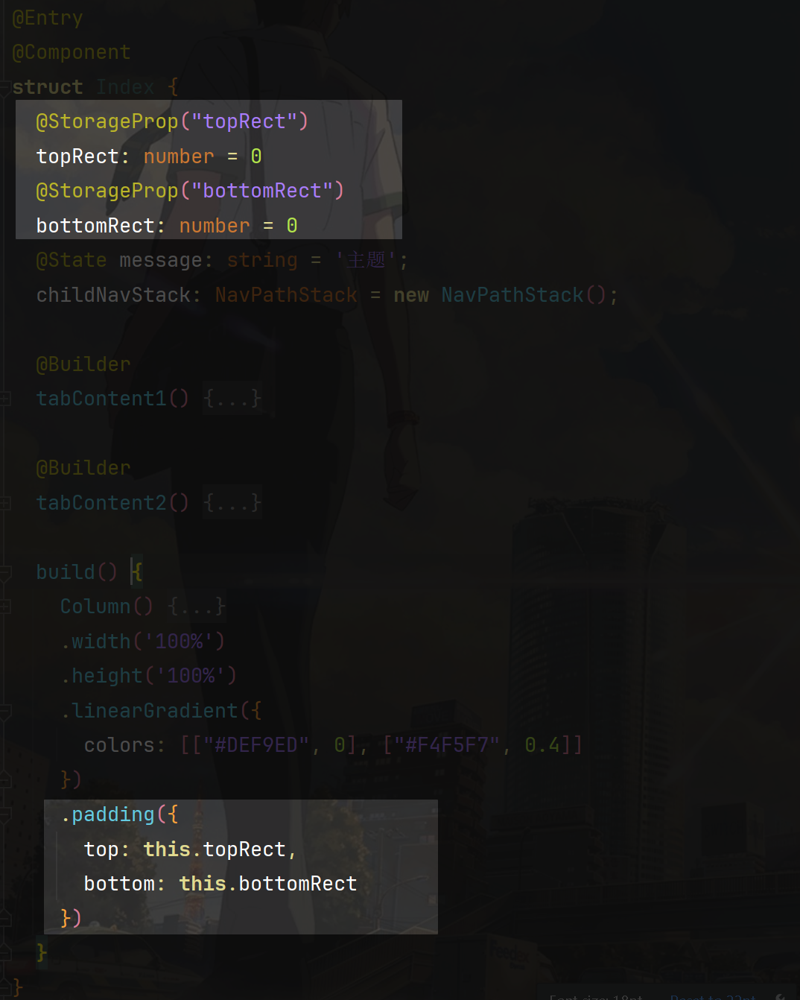 @Entry
@Component
struct Index {
@StorageProp("topRect")
topRect: number = 0
@StorageProp("bottomRect")
bottomRect: number = 0
@State message: string = '主题';
childNavStack: NavPathStack = new NavPathStack();
@Builder
tabContent1() {...}
@Builder
tabContent2() {...}
build() {
Column() {...}
.width('100%')
.height('100%')
.linearGradient({
colors: [["#DEF9ED", 0], ["#F4F5F7", 0.4]]
})
.padding({
top: this.topRect,
bottom: this.bottomRect
})
}
}